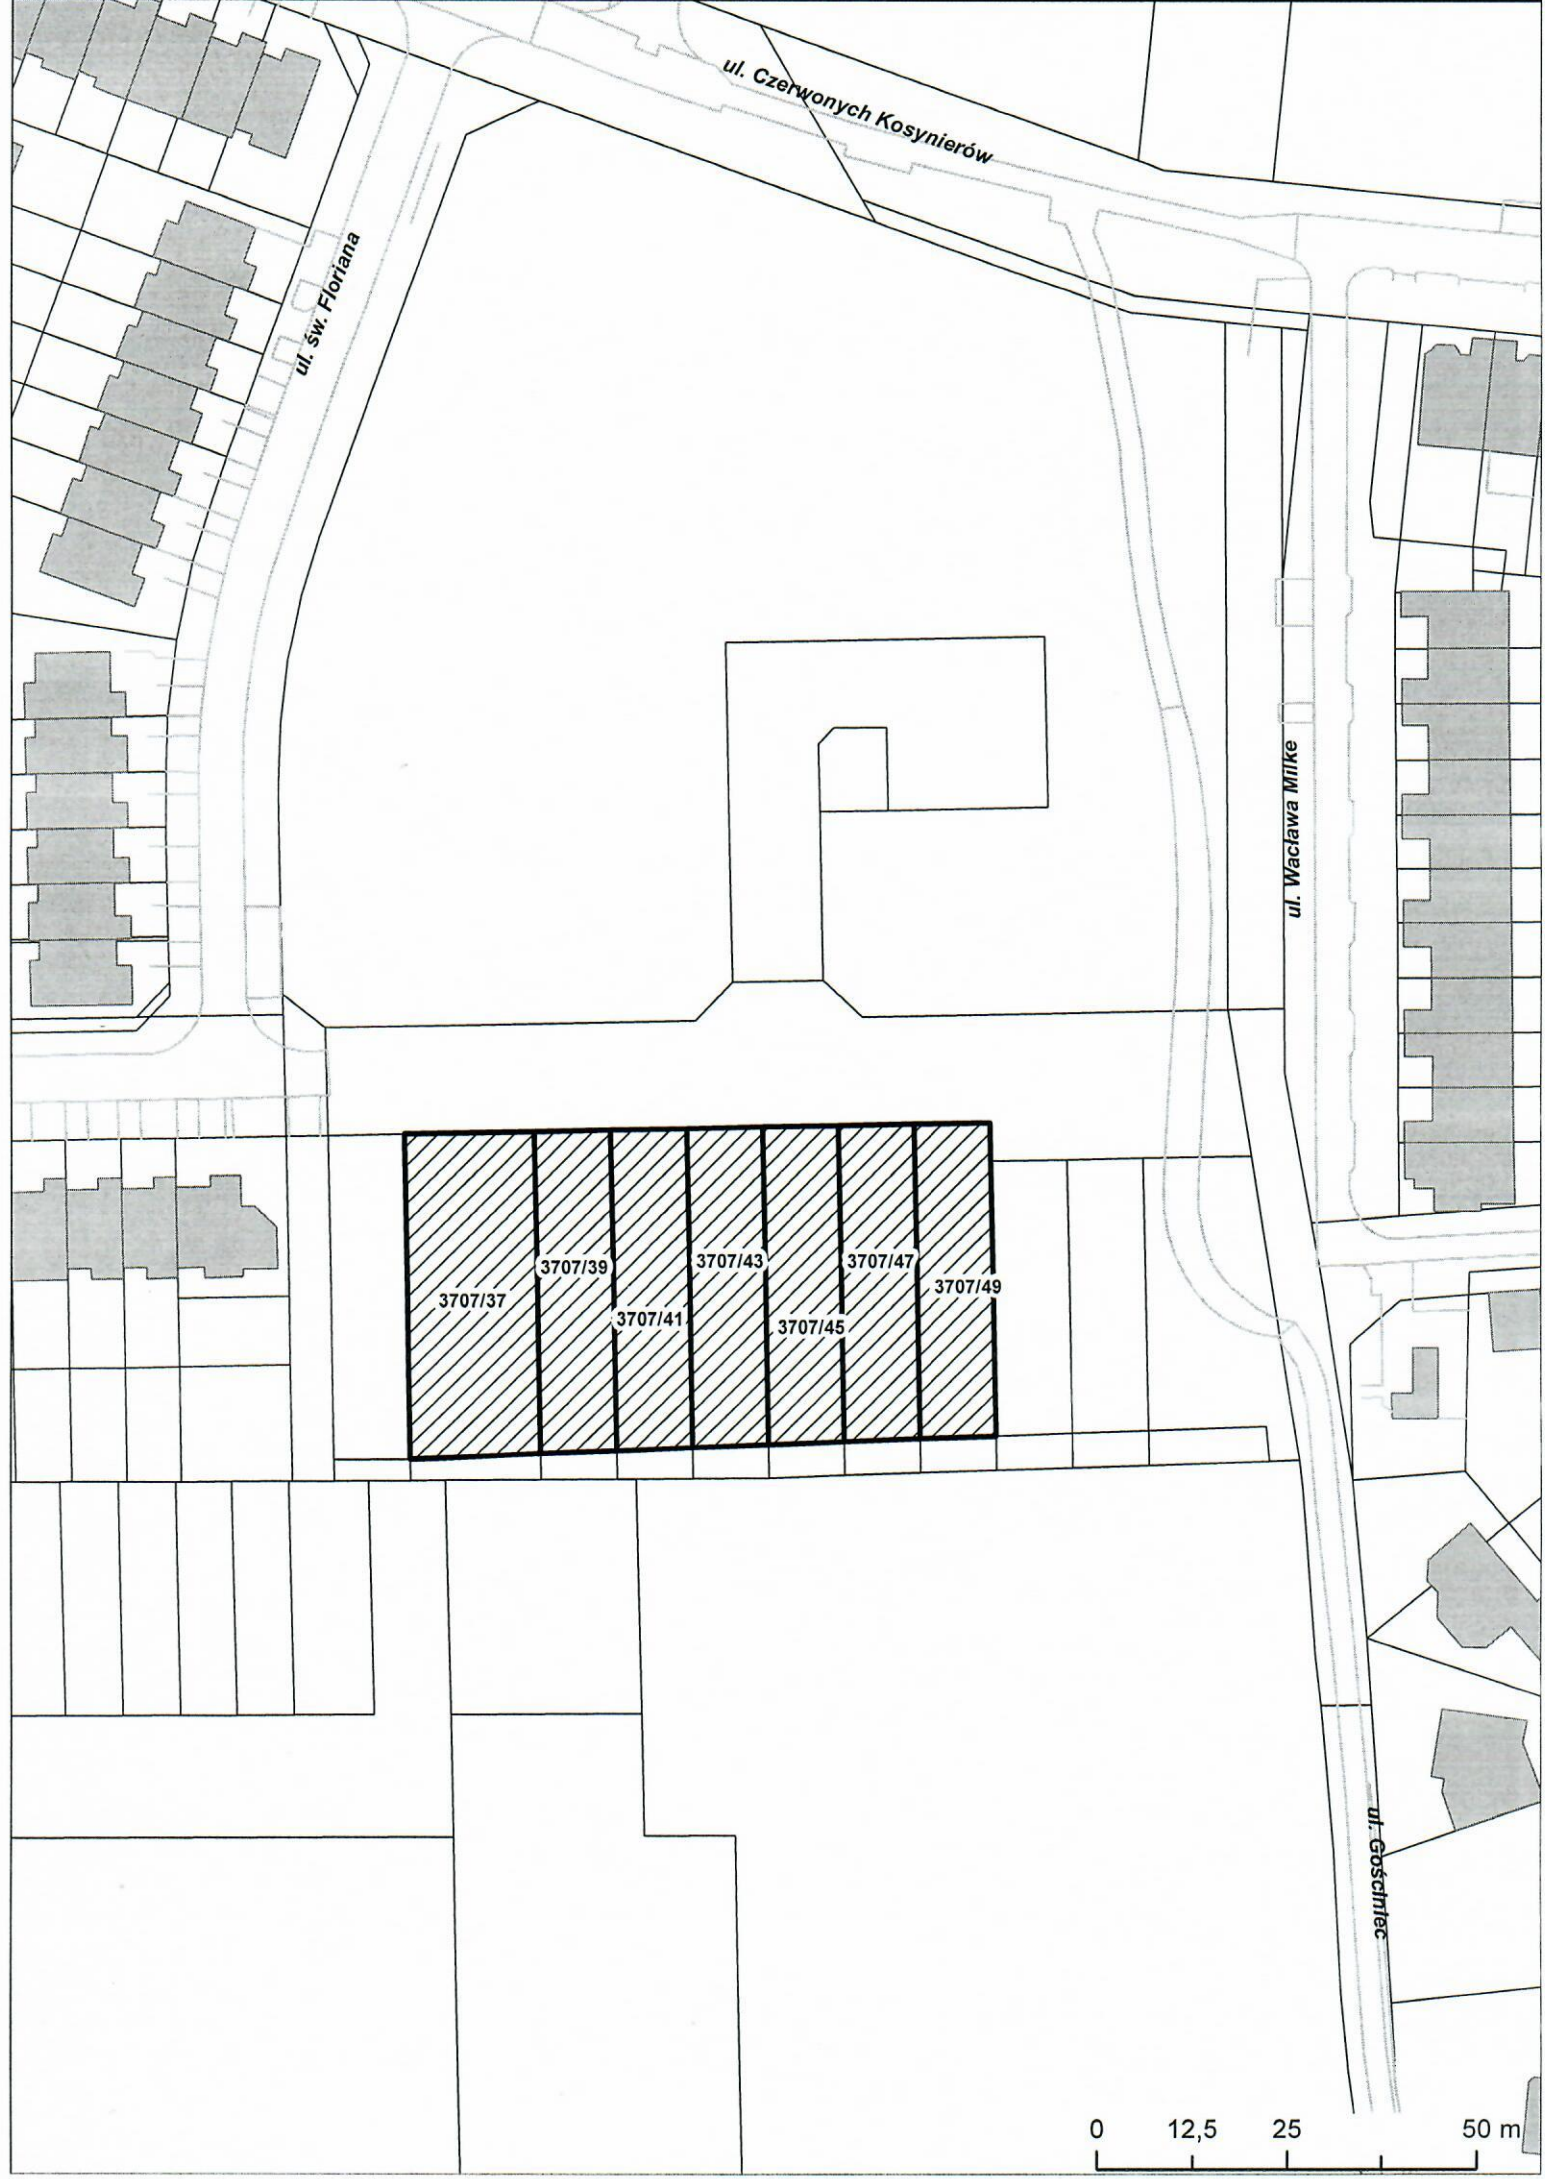 ul. Czerwonych Kosynierów
ul. św. Floriana
ul. Wacława Milke
3707/37
3707/39
3707/41
3707/43
3707/45
3707/47
3707/49
ul. Gościniec
0 12,5 25 50 m